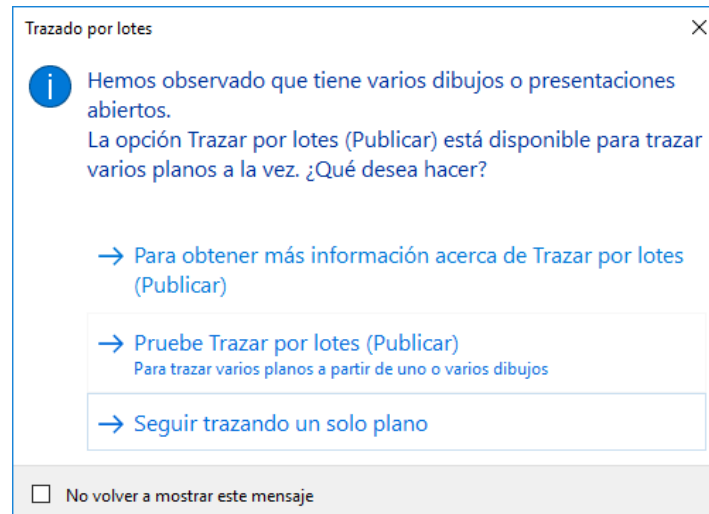 Trazado por lotes
Hemos observado que tiene varios dibujos o presentaciones
abiertos.
La opción Trazar por lotes (Publicar) está disponible para trazar
varios planos a la vez. ¿Qué desea hacer?
Para obtener más información acerca de Trazar por lotes
(Publicar)
Pruebe Trazar por lotes (Publicar)
Para trazar varios planos a partir de uno o varios dibujos
Seguir trazando un solo plano
No volver a mostrar este mensaje